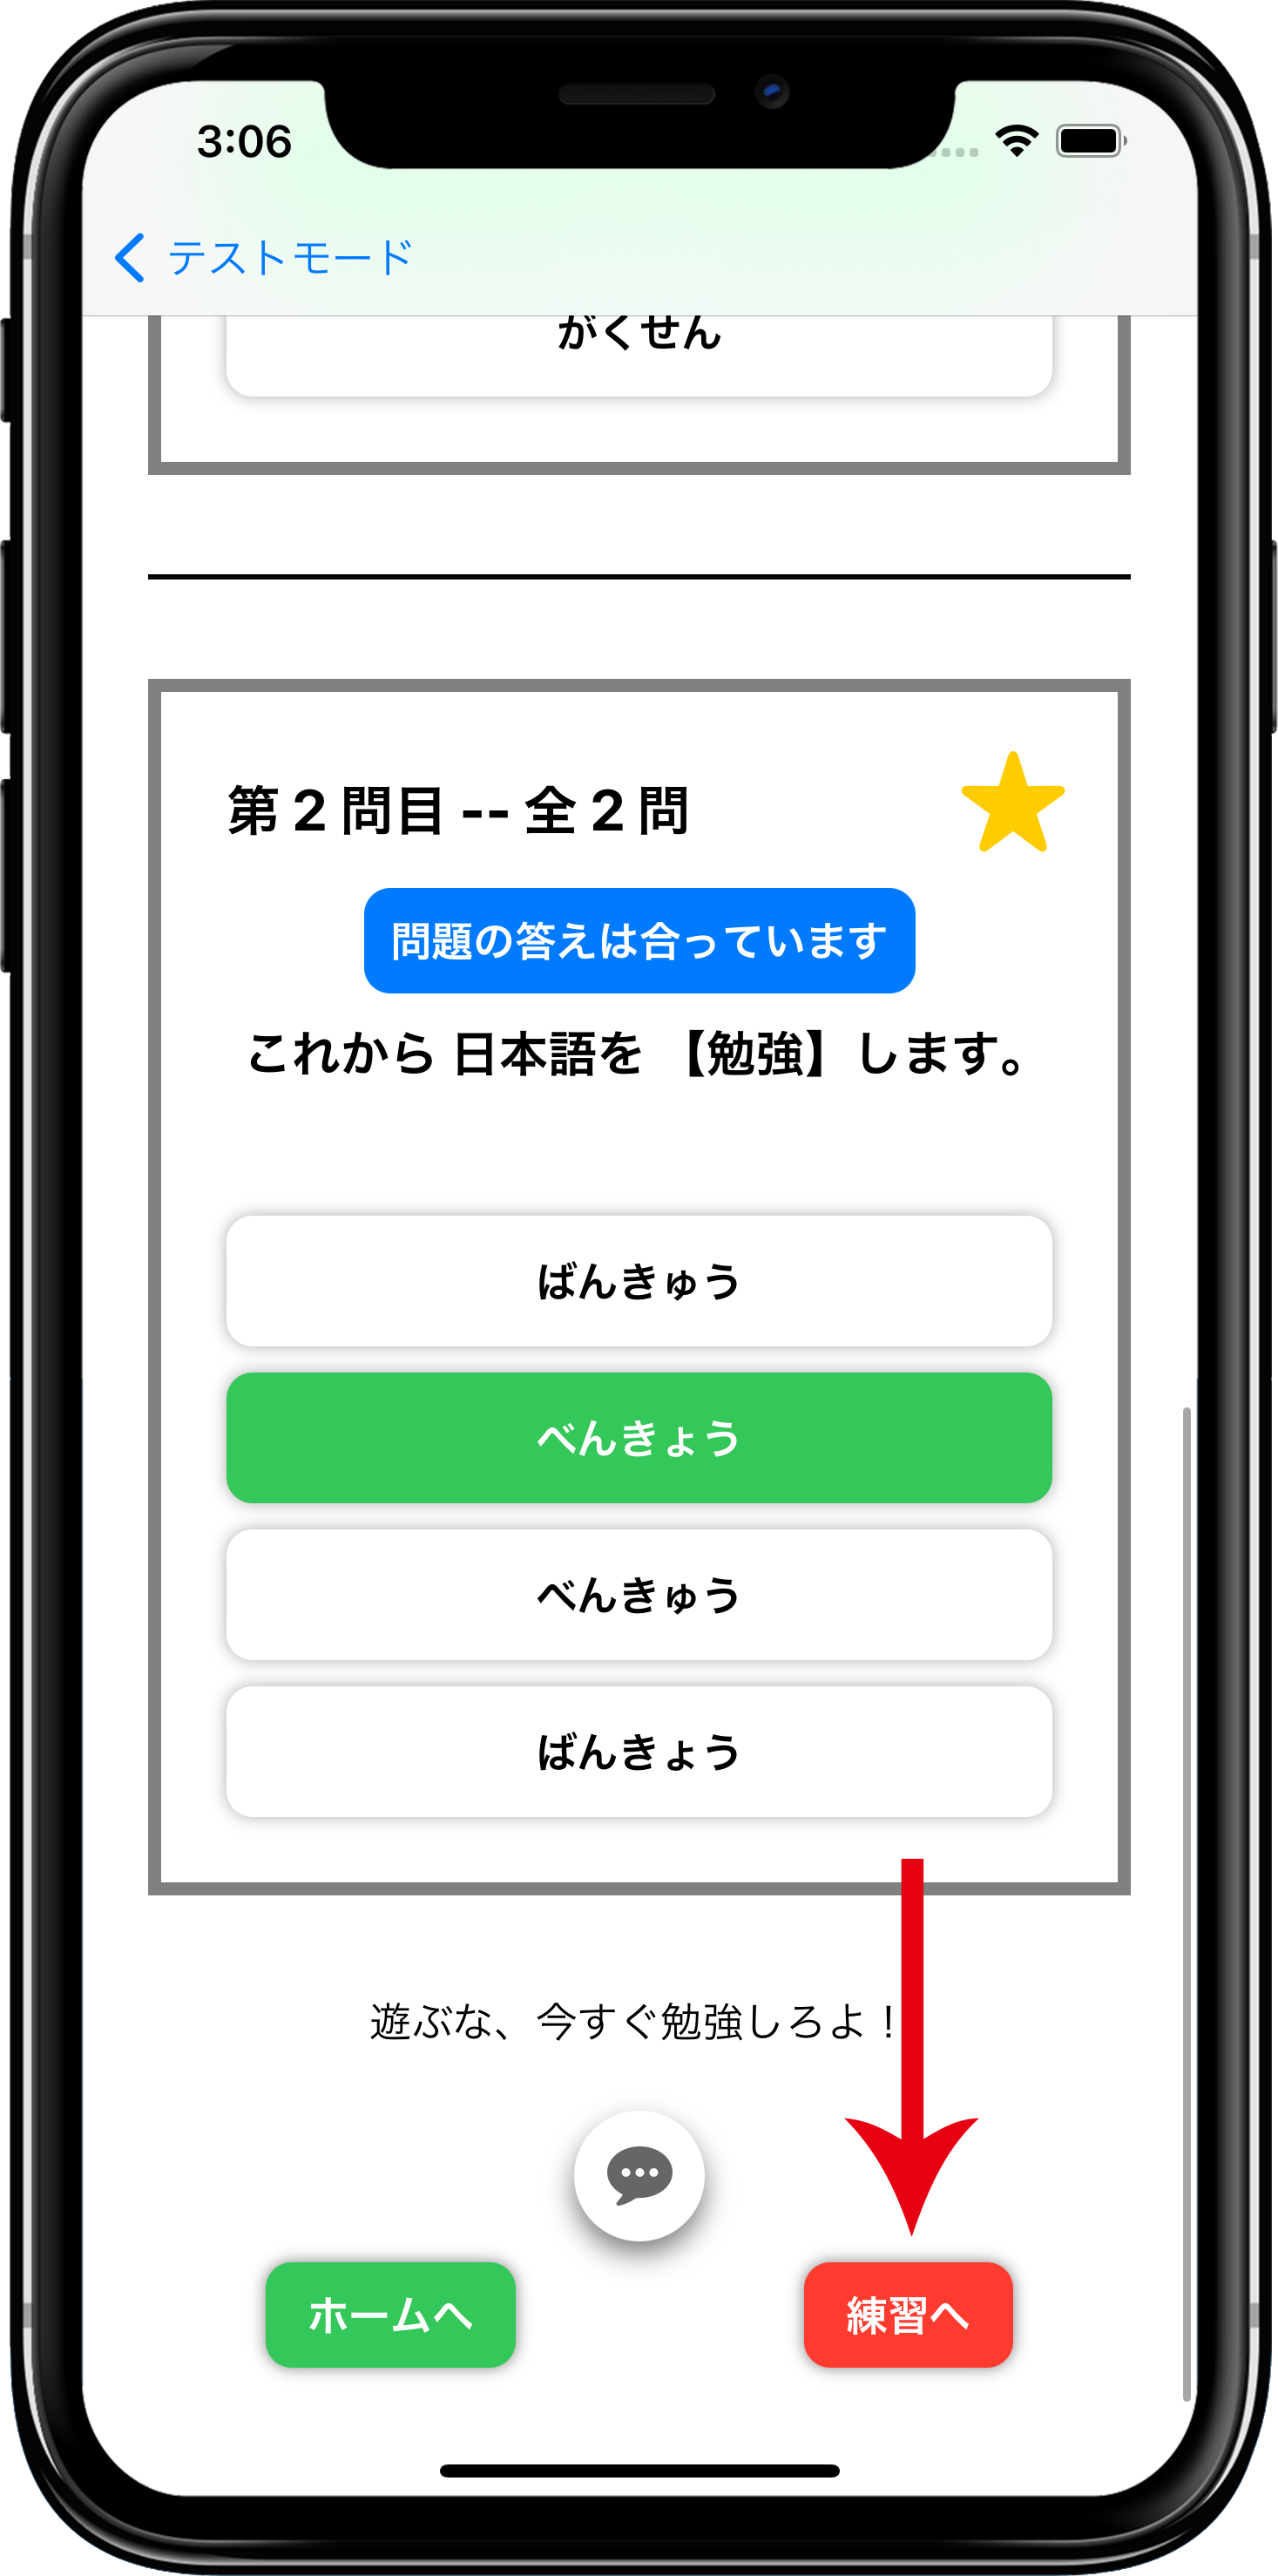 3:06
テストモード
がくせん
第 2 問目 -- 全 2 問
問題の答えは合っています
これから 日本語を 【勉強】します。
ばんきゅう
べんきょう
べんきゅう
ばんきょう
遊ぶな、今すぐ勉強しろよ！
ホームへ
練習へ